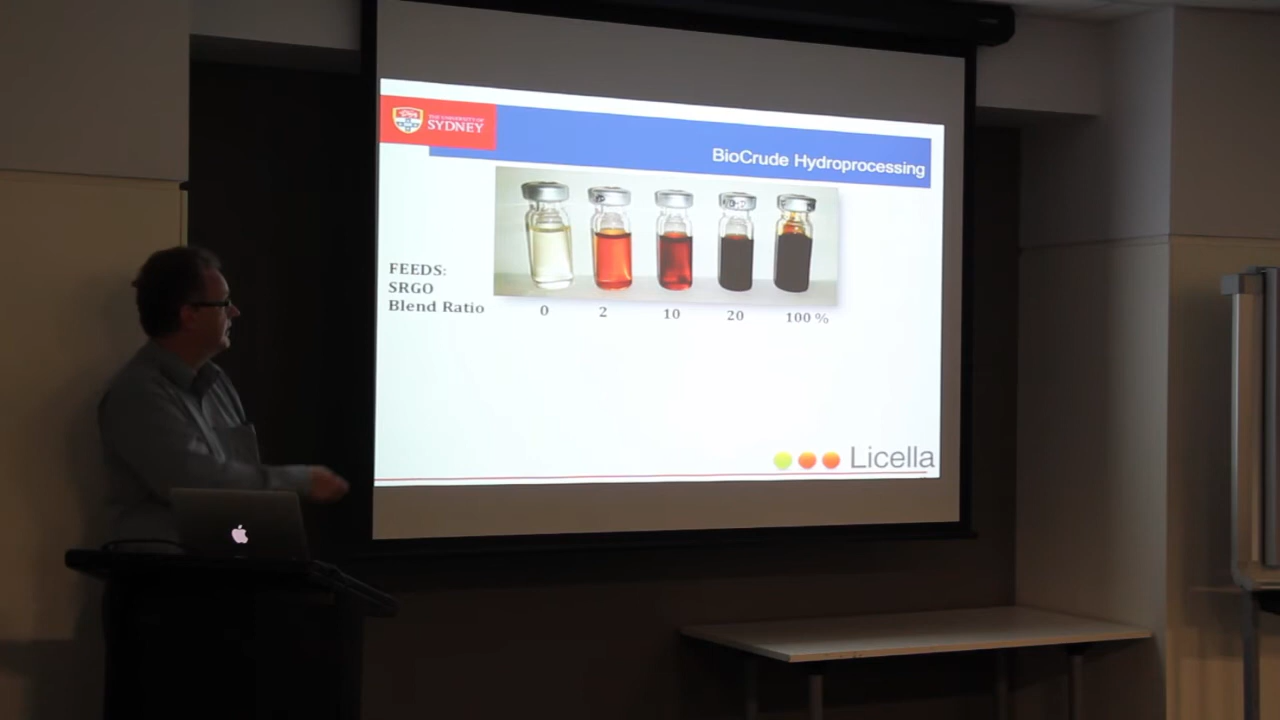 THE UNIVERSITY OF
SYDNEY
BioCrude Hydroprocessing
FEEDS:
SRGO
Blend Ratio
0 2 10 20 100 %
Licella